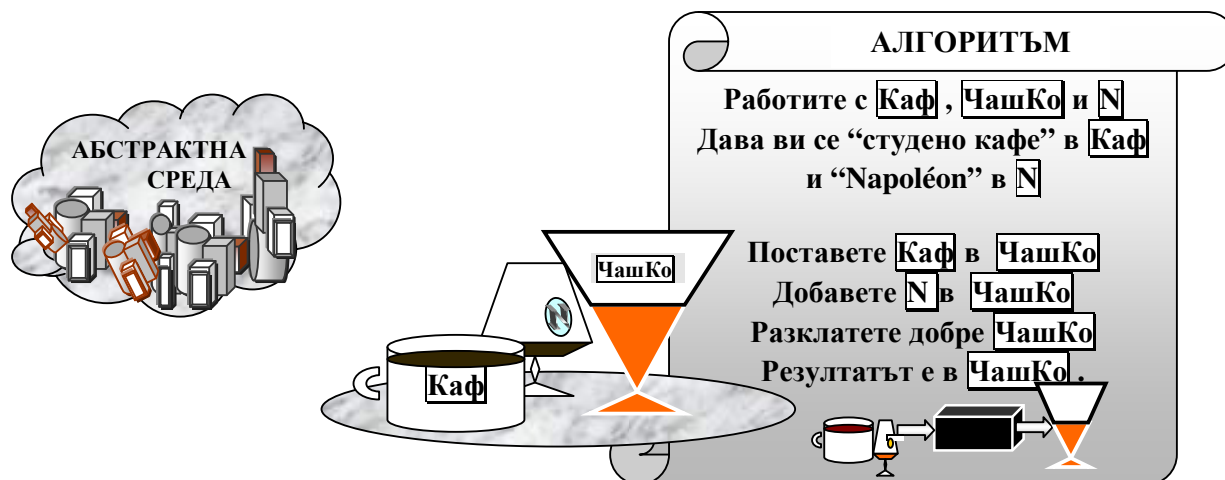 АБСТРАКТНА
СРЕДА
ЧашКо
N
Каф
АЛГОРИТЪМ
Работите с Каф , ЧашКо и N
Дава ви се “студено кафе” в Каф
и “Napoléon” в N
Поставете Каф в ЧашКо
Добавете N в ЧашКо
Разклатете добре ЧашКо
Резултатът е в ЧашКо .